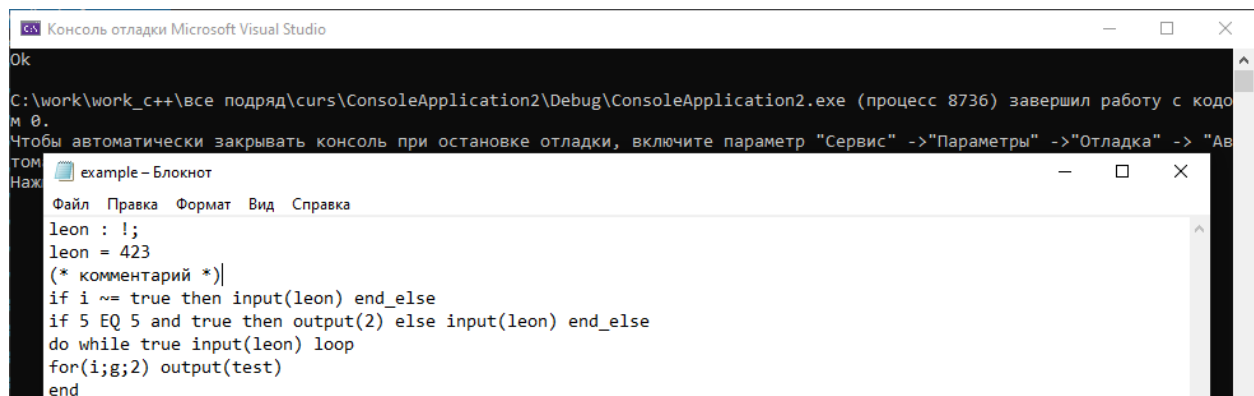 Консоль отладки Microsoft Visual Studio
Ok
C:\work\work_c++\все подряд\curs\ConsoleApplication2\Debug\ConsoleApplication2.exe (процесс 8736) завершил работу с кодо
м 0.
Чтобы автоматически закрывать консоль при остановке отладки, включите параметр "Сервис" ->"Параметры" ->"Отладка" -> "Ав
том
Наж
example – Блокнот
Файл Правка Формат Вид Справка
leon : !;
leon = 423
(* комментарий *)
if i ~= true then input(leon) end_else
if 5 EQ 5 and true then output(2) else input(leon) end_else
do while true input(leon) loop
for(i;g;2) output(test)
end